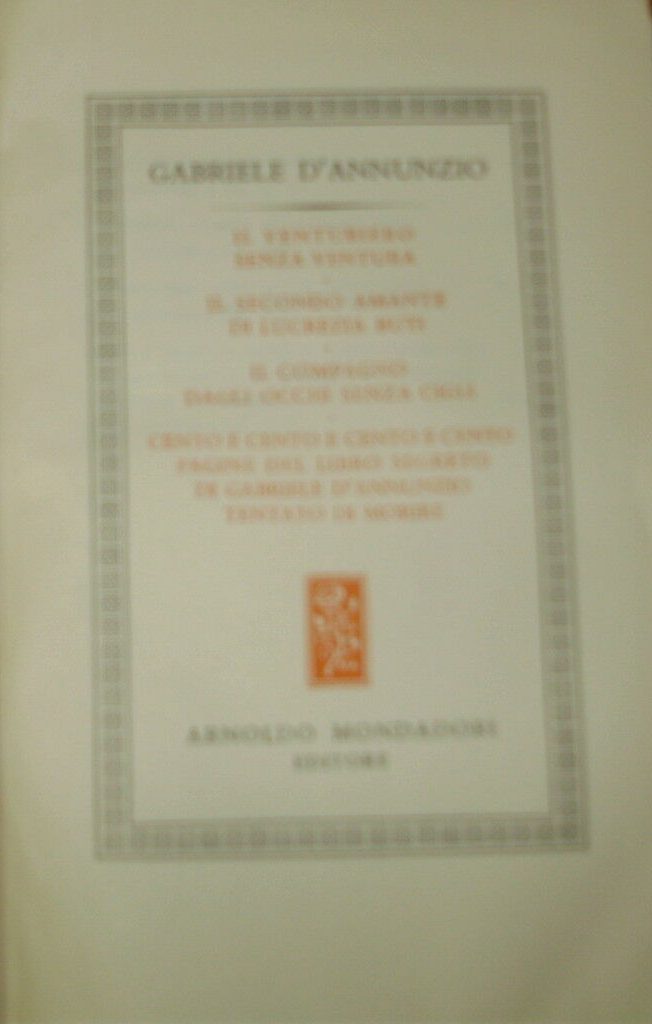 GABRIELE D'ANNUNZIO
IL VENTURIERO
SENZA VENTURA
IL SECONDO AMANTE
DI LUCREZIA BUTI
IL COMPAGNO
DAGLI OCCHI SENZA CIGLI
CENTO E CENTO E CENTO E CENTO
PAGINE DEL LIBRO SEGRETO
DI GABRIELE D'ANNUNZIO
TENTATO DI MORIRE
ARNOLDO MONDADORI
EDITORE